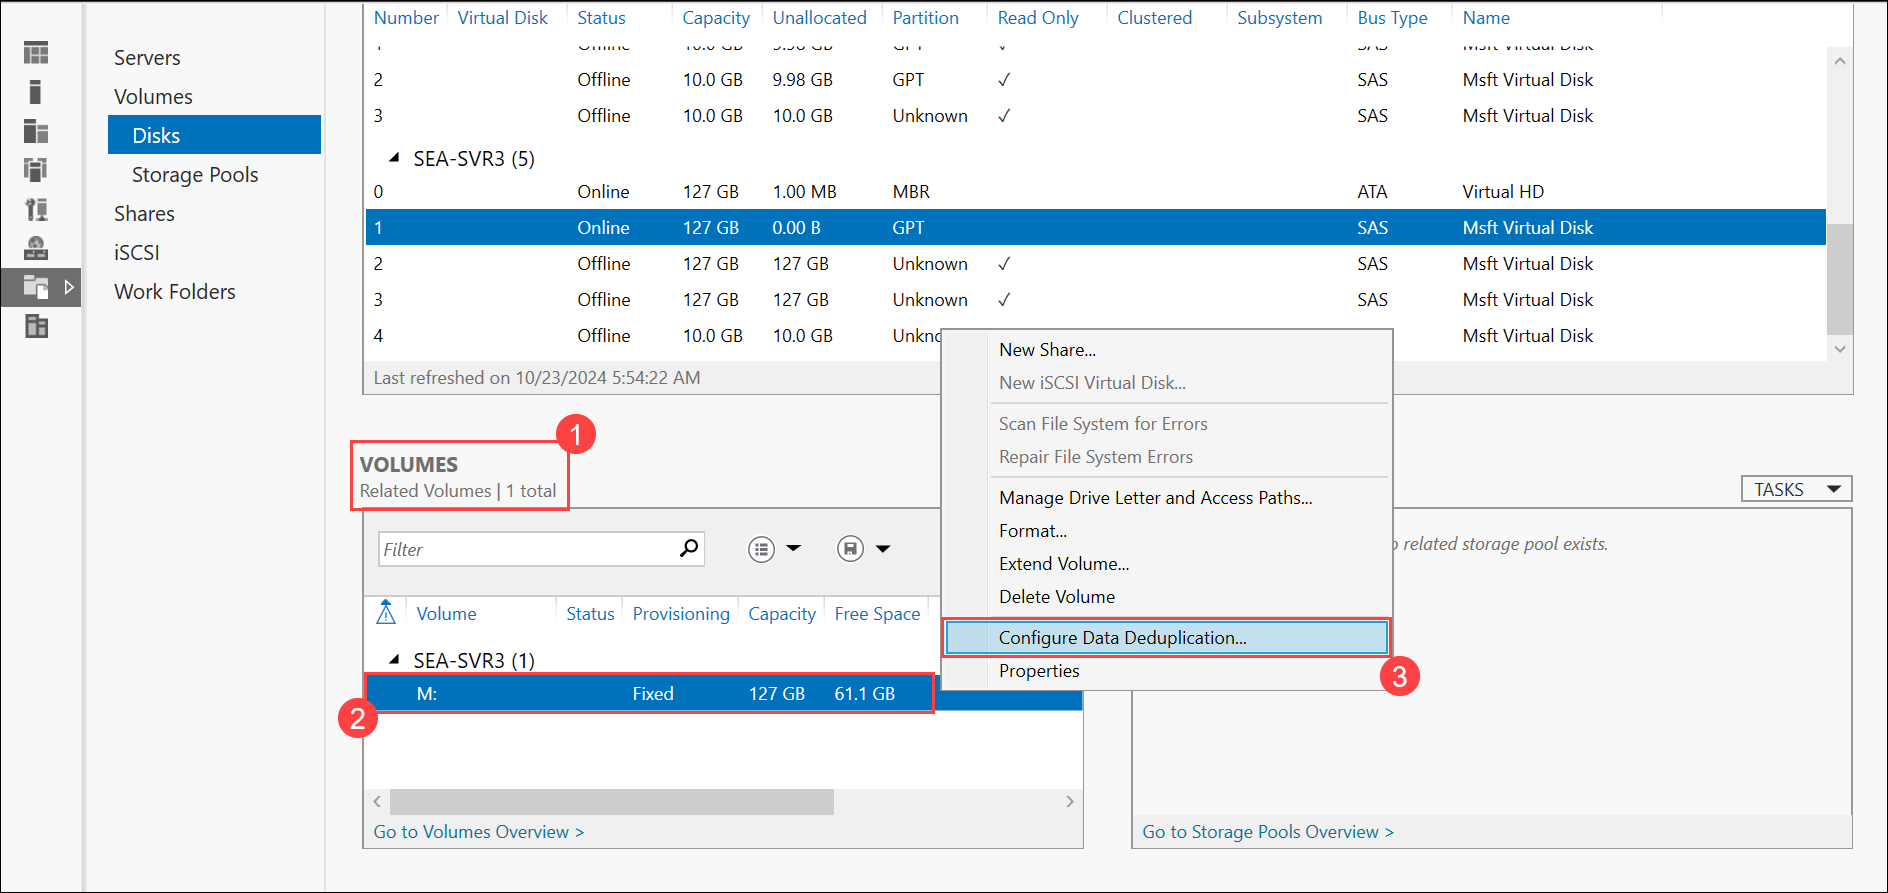 Number Virtual Disk Status Capacity Unallocated Partition Read Only Clustered Subsystem Bus Type Name
2 Offline 10.0 GB 9.98 GB GPT ✓ SAS Msft Virtual Disk
3 Offline 10.0 GB 10.0 GB Unknown ✓ SAS Msft Virtual Disk
SEA-SVR3 (5)
0 Online 127 GB 1.00 MB MBR ATA Virtual HD
1 Online 127 GB 0.00 B GPT SAS Msft Virtual Disk
2 Offline 127 GB 127 GB Unknown ✓ SAS Msft Virtual Disk
3 Offline 127 GB 127 GB Unknown ✓ SAS Msft Virtual Disk
4 Offline 10.0 GB 10.0 GB Unkno Msft Virtual Disk
Last refreshed on 10/23/2024 5:54:22 AM
Servers
Volumes
Disks
Storage Pools
Shares
iSCSI
Work Folders
1
VOLUMES
Related Volumes | 1 total
Filter
Volume Status Provisioning Capacity Free Space
SEA-SVR3 (1)
M: Fixed 127 GB 61.1 GB
2
Go to Volumes Overview >
New Share...
New iSCSI Virtual Disk...
Scan File System for Errors
Repair File System Errors
Manage Drive Letter and Access Paths...
Format...
Extend Volume...
Delete Volume
Configure Data Deduplication...
Properties
3
TASKS
related storage pool exists.
Go to Storage Pools Overview >